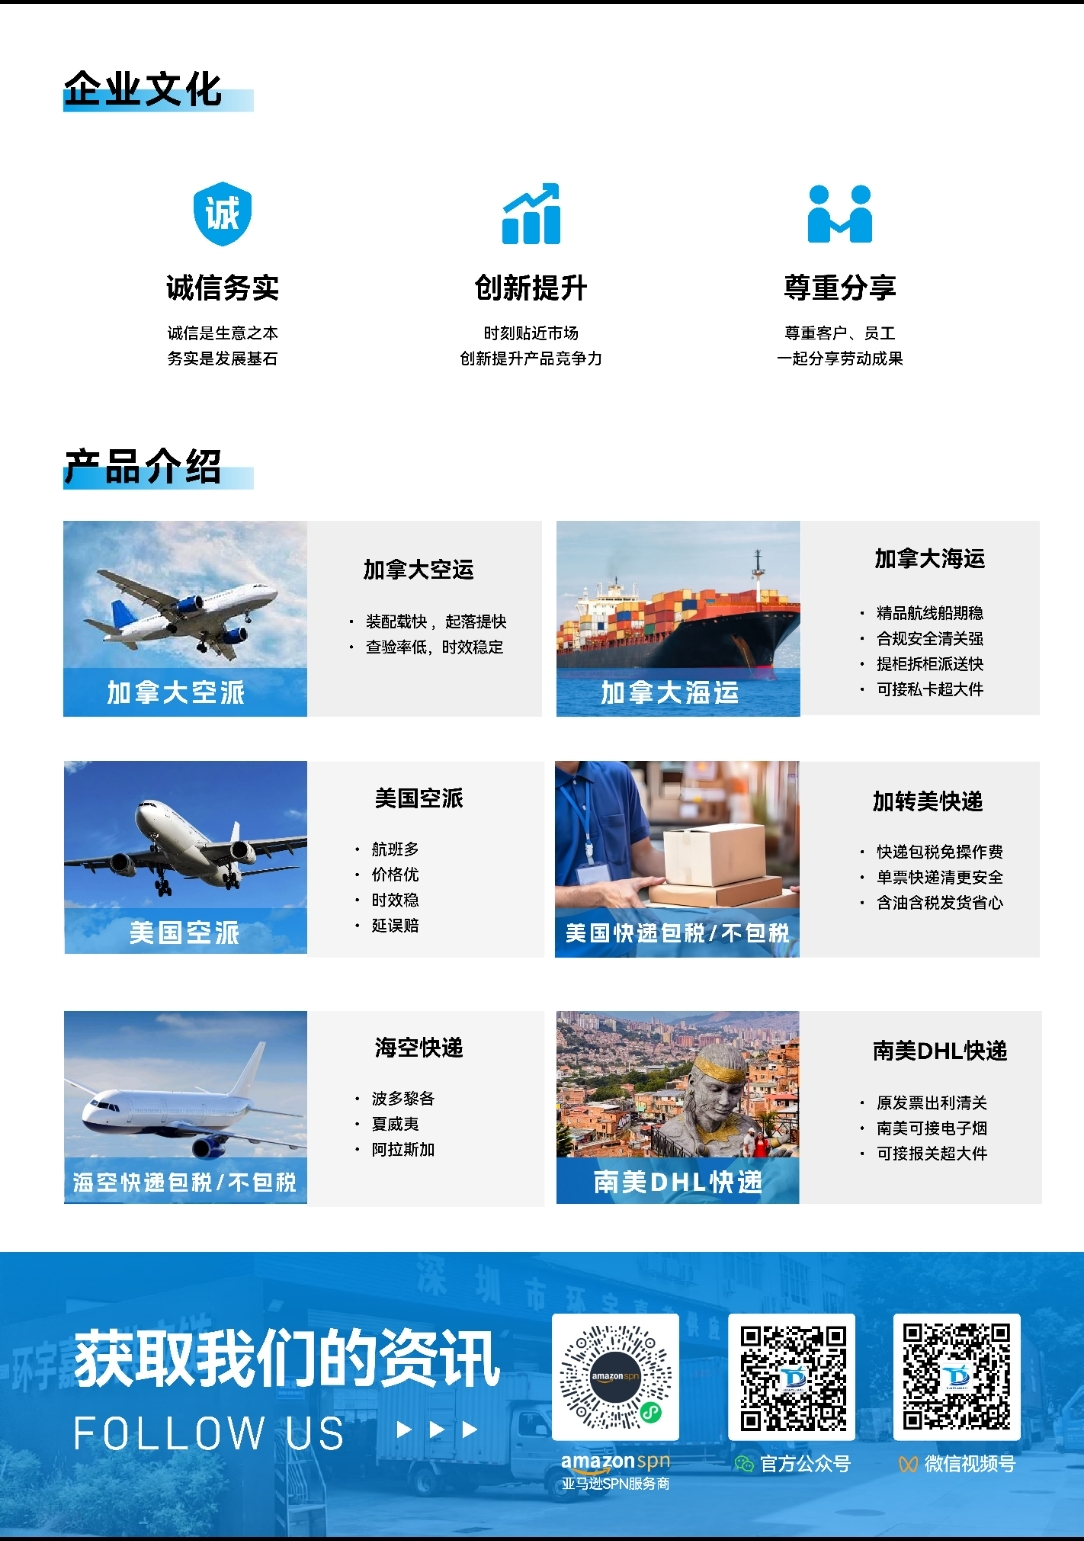 企业文化
诚
诚信务实
诚信是生意之本
务实是发展基石
创新提升
时刻贴近市场
创新提升产品竞争力
尊重分享
尊重客户、员工
一起分享劳动成果
产品介绍
加拿大空派
加拿大空运
• 装配载快，起落提快
• 查验率低，时效稳定
加拿大海运
加拿大海运
• 精品航线船期稳
• 合规安全清关强
• 提柜拆柜派送快
• 可接私卡超大件
美国空派
美国空派
• 航班多
• 价格优
• 时效稳
• 延误赔
美国快递包税/不包税
加转美快递
• 快递包税免操作费
• 单票快递清更安全
• 含油含税发货省心
海空快递包税/不包税
海空快递
• 波多黎各
• 夏威夷
• 阿拉斯加
南美DHL快递
南美DHL快递
• 原发票出利清关
• 南美可接电子烟
• 可接报关超大件
深圳市环宇嘉
供应
环宇嘉
获取我们的资讯
FOLLOW US
amazon spn
amazon spn
亚马逊SPN服务商
官方公众号
微信视频号